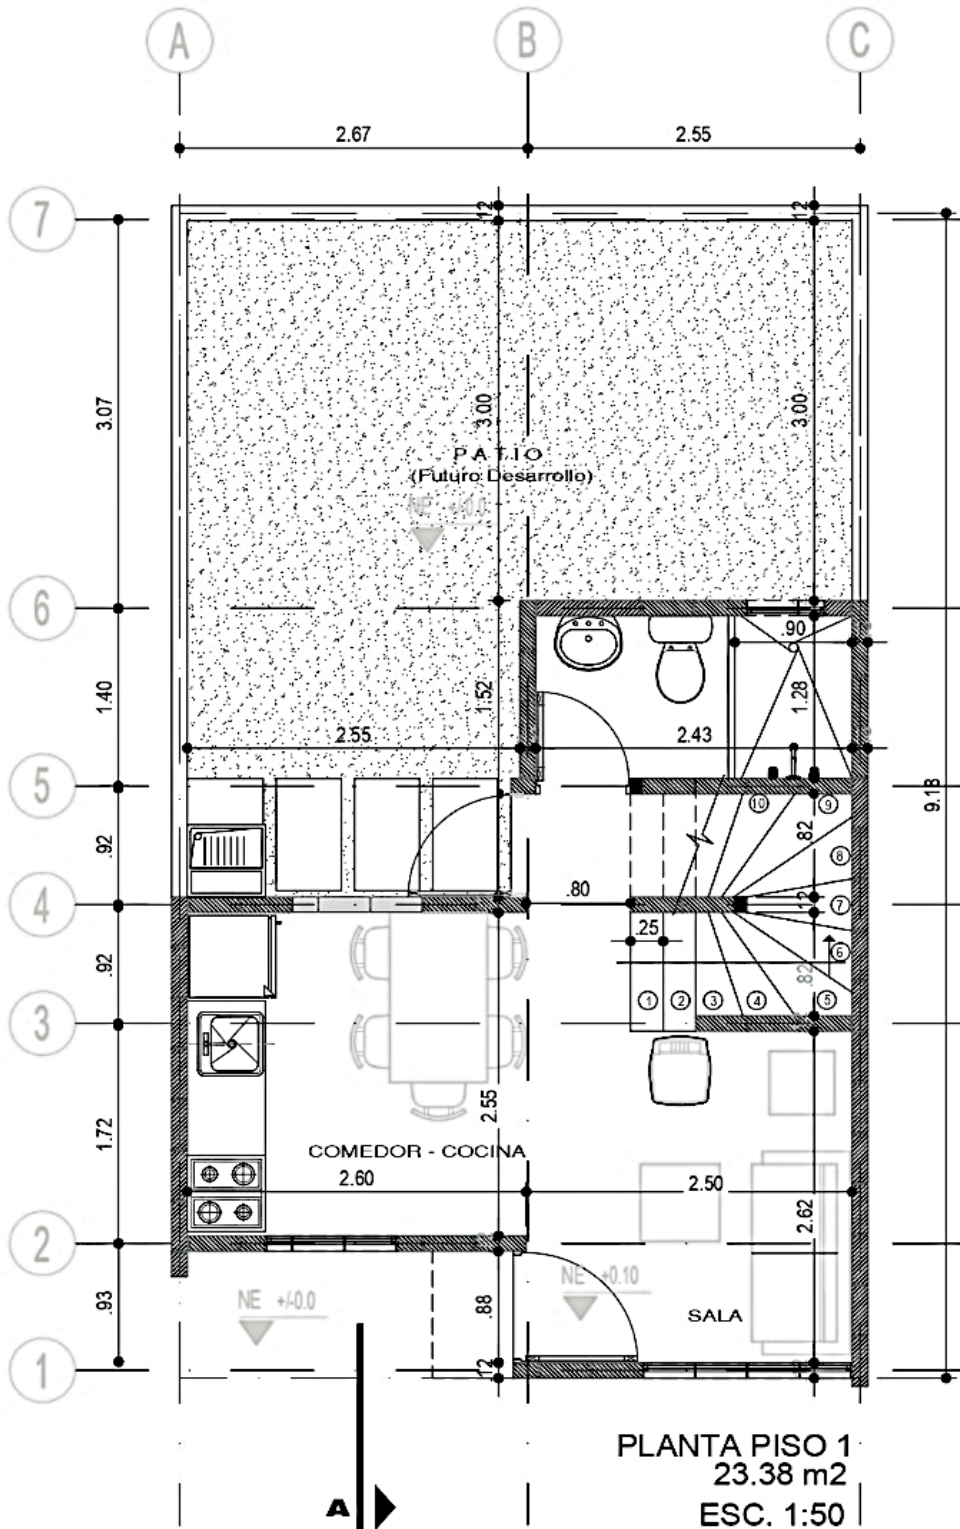 A B C
2.67 2.55
7
12 12
3.07 3.00 3.00
PATIO
(Futuro Desarrollo)
NE +/-0.0
6
.90
1.40 1.52 1.28
2.55 2.43
5
9.18
10 9
.92 .82
8
.80 12 7
4
.25 6
.92 .82
1 2 3 4 5
3
2.55
1.72
COMEDOR - COCINA
2.60 2.50
2.62
2
NE +/-0.0 NE +0.10
.93 .88
SALA
1
12
PLANTA PISO 1
23.38 m2
A
ESC. 1:50